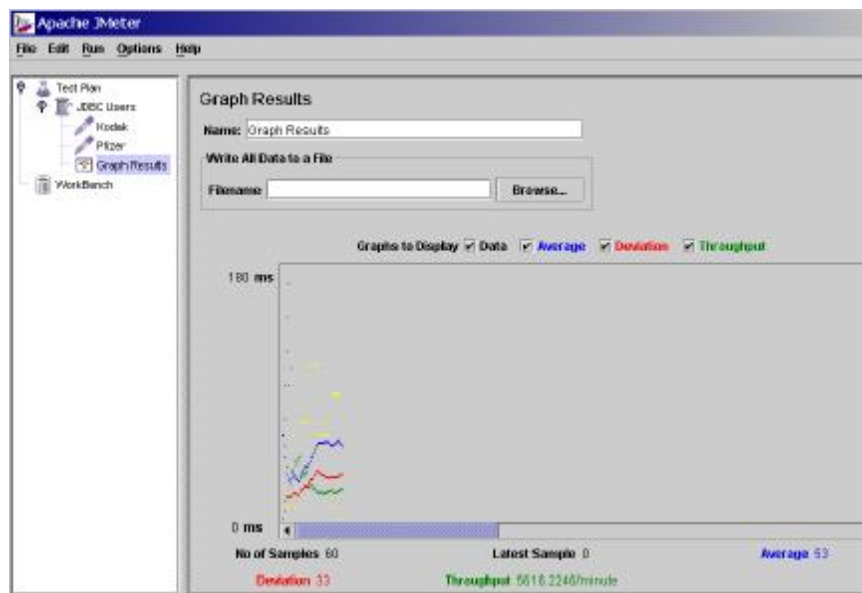 Apache JMeter
File Edit Run Options Help
Test Plan
JDBC Users
Kodak
Pfizer
Graph Results
WorkBench
Graph Results
Name: Graph Results
Write All Data to a File
Filename Browse...
Graphs to Display Data Average Deviation Throughput
180 ms
0 ms
No of Samples 60 Latest Sample 0 Average 53
Deviation 33 Throughput 5618.2246/minute